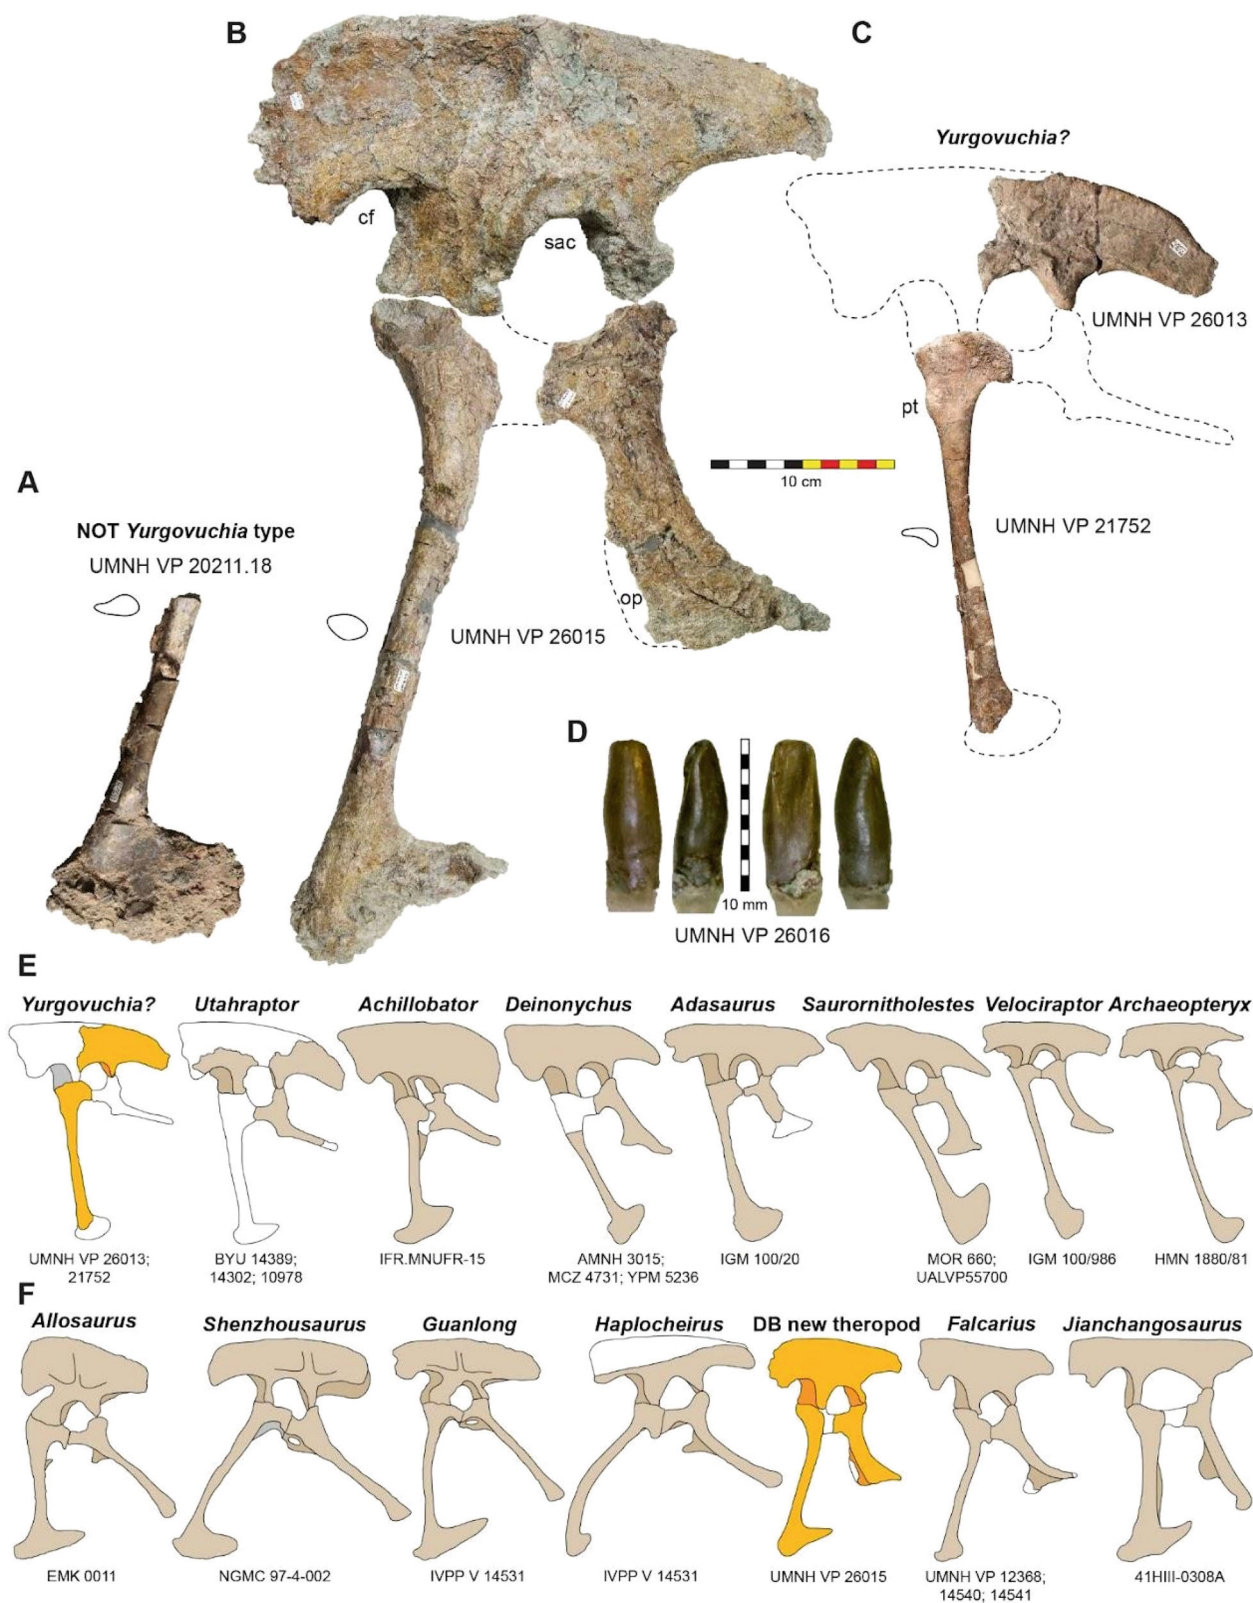 B
C
Yurgovuchia?
cf
sac
UMNH VP 26013
pt
10 cm
A
NOT Yurgovuchia type
UMNH VP 20211.18
UMNH VP 21752
op
UMNH VP 26015
D
10 mm
UMNH VP 26016
E
Yurgovuchia?
Utahraptor
Achillobator
Deinonychus
Adasaurus
Saurornitholestes
Velociraptor
Archaeopteryx
UMNH VP 26013;
21752
BYU 14389;
14302; 10978
IFR.MNUFR-15
AMNH 3015;
MCZ 4731; YPM 5236
IGM 100/20
MOR 660;
UALVP55700
IGM 100/986
HMN 1880/81
F
Allosaurus
Shenzhousaurus
Guanlong
Haplocheirus
DB new theropod
Falcarius
Jianchangosaurus
EMK 0011
NGMC 97-4-002
IVPP V 14531
IVPP V 14531
UMNH VP 26015
UMNH VP 12368;
14540; 14541
41HIII-0308A